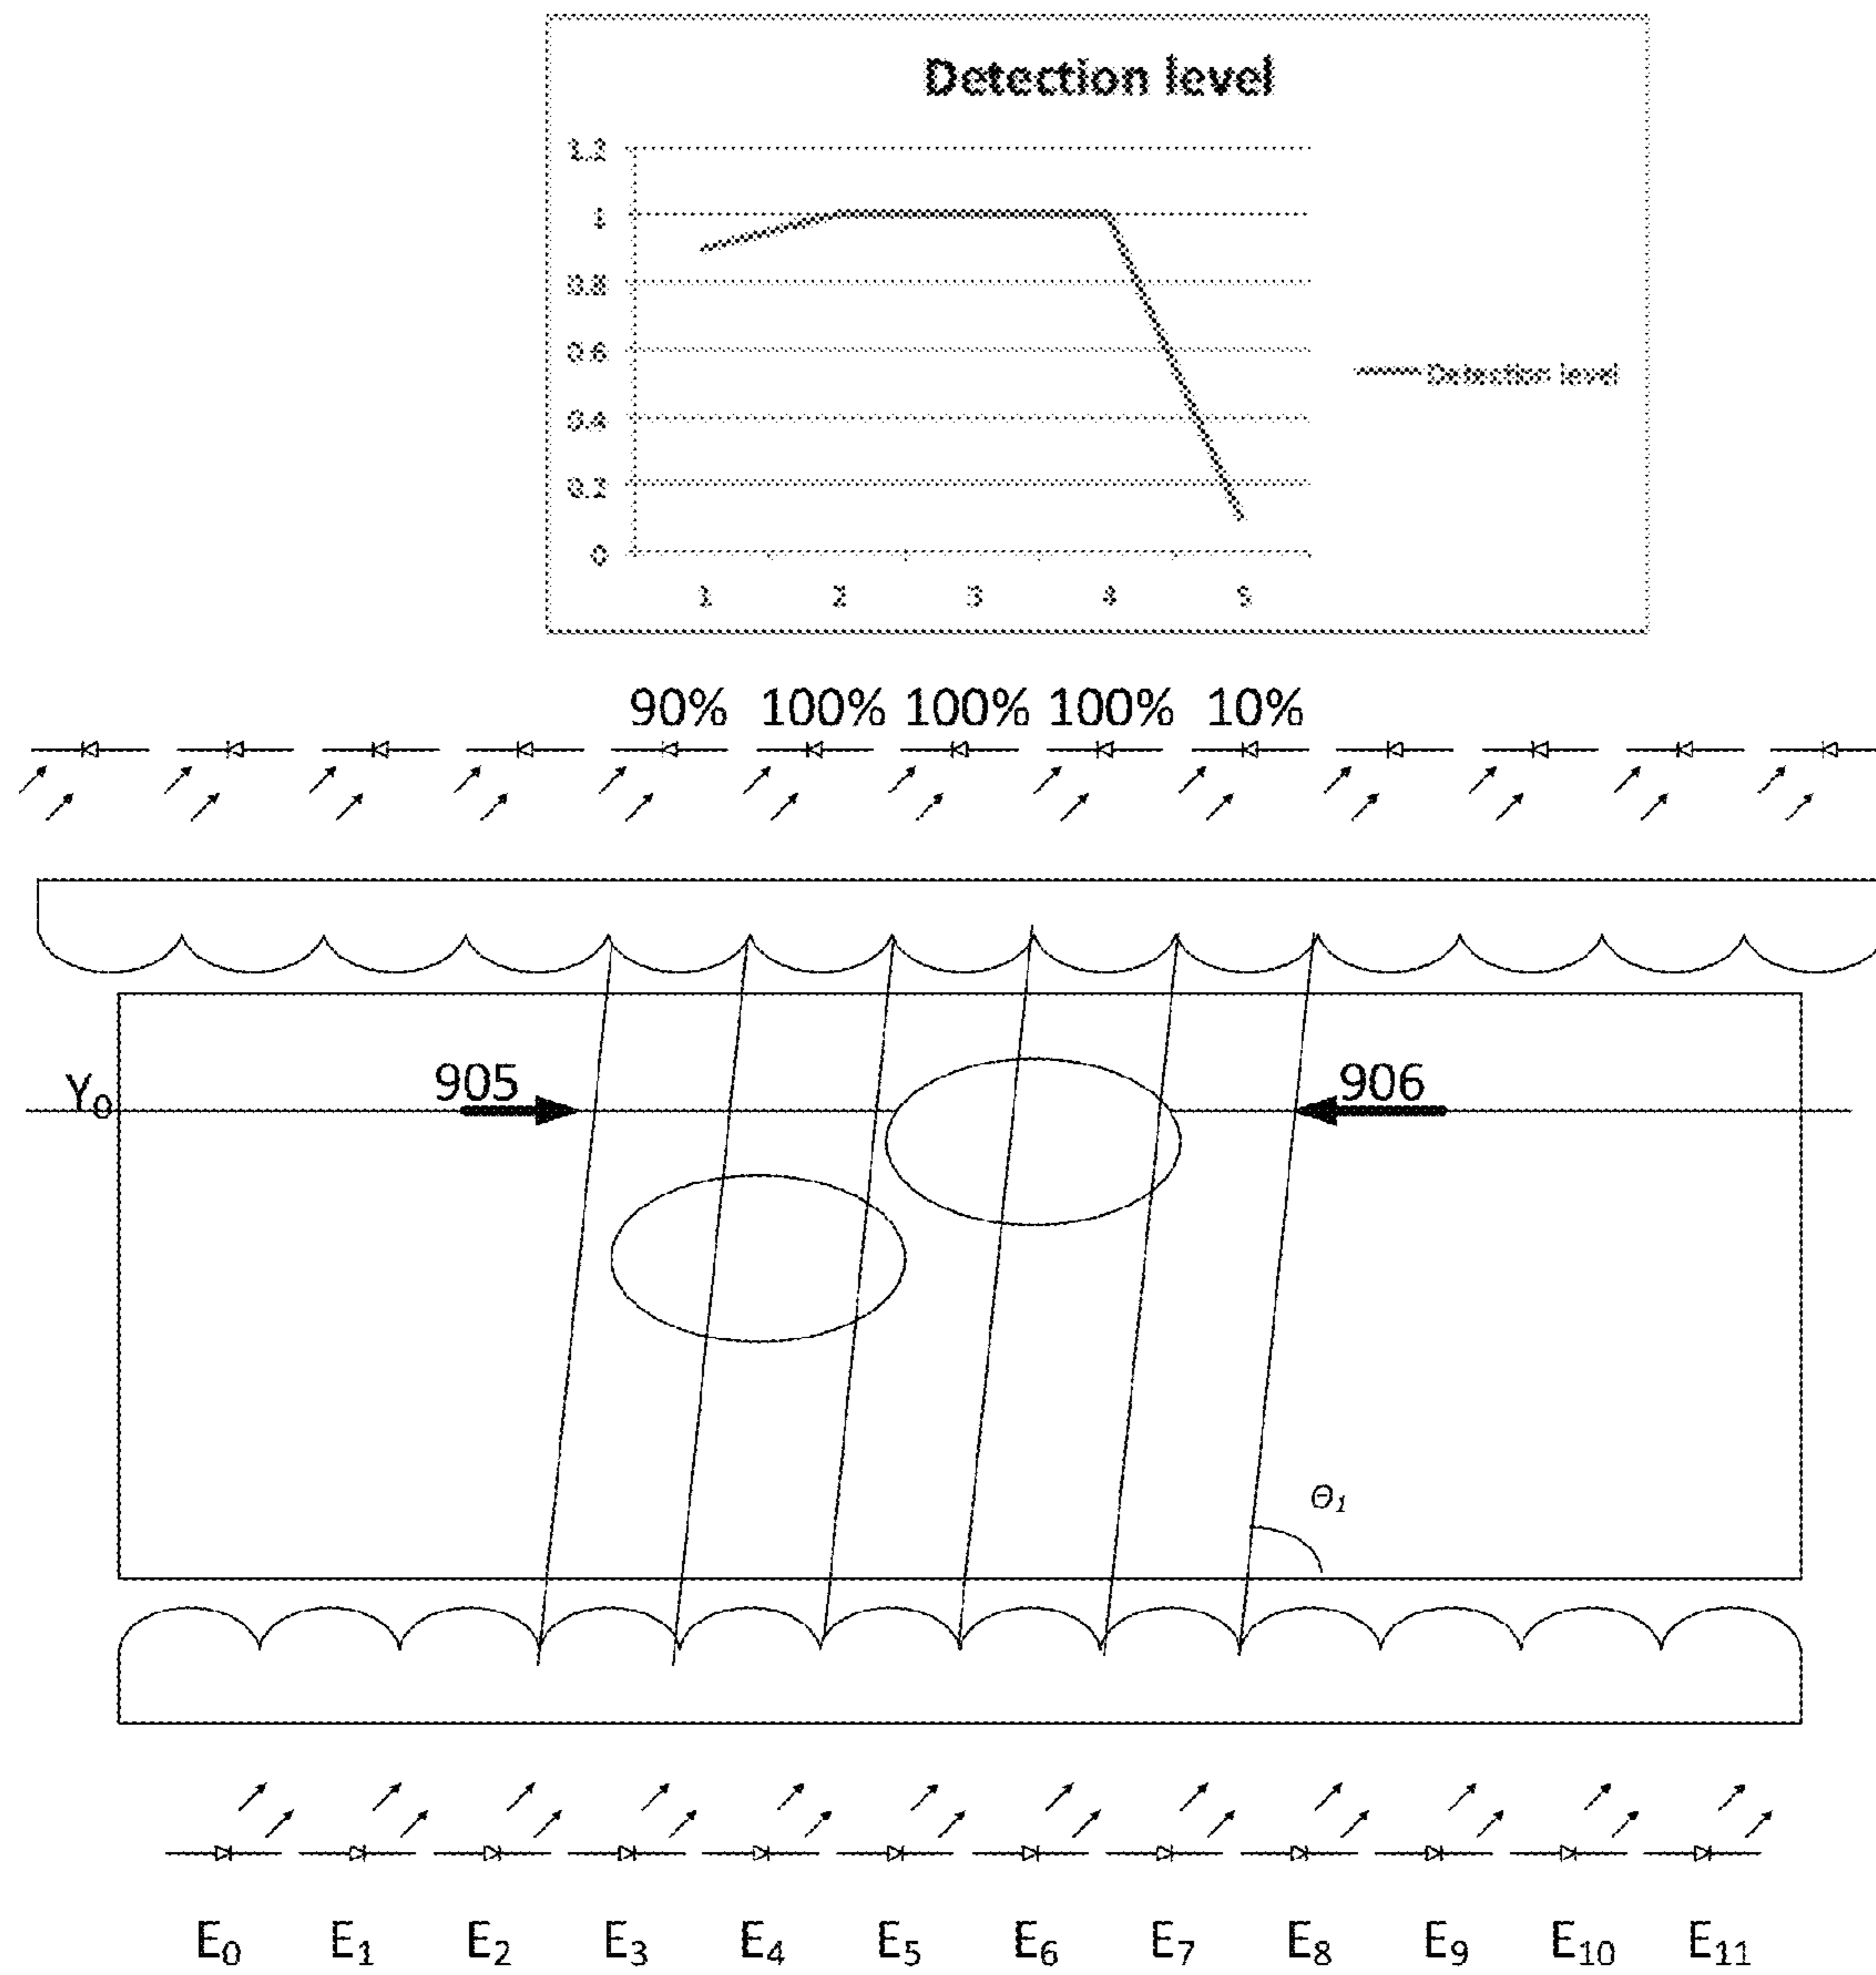 Detection level
1.2
1
0.8
0.6
0.4
0.2
0
1 2 3 4 5
Detection level
90% 100% 100% 100% 10%
Y₀
905
906
Θ₁
E₀ E₁ E₂ E₃ E₄ E₅ E₆ E₇ E₈ E₉ E₁₀ E₁₁